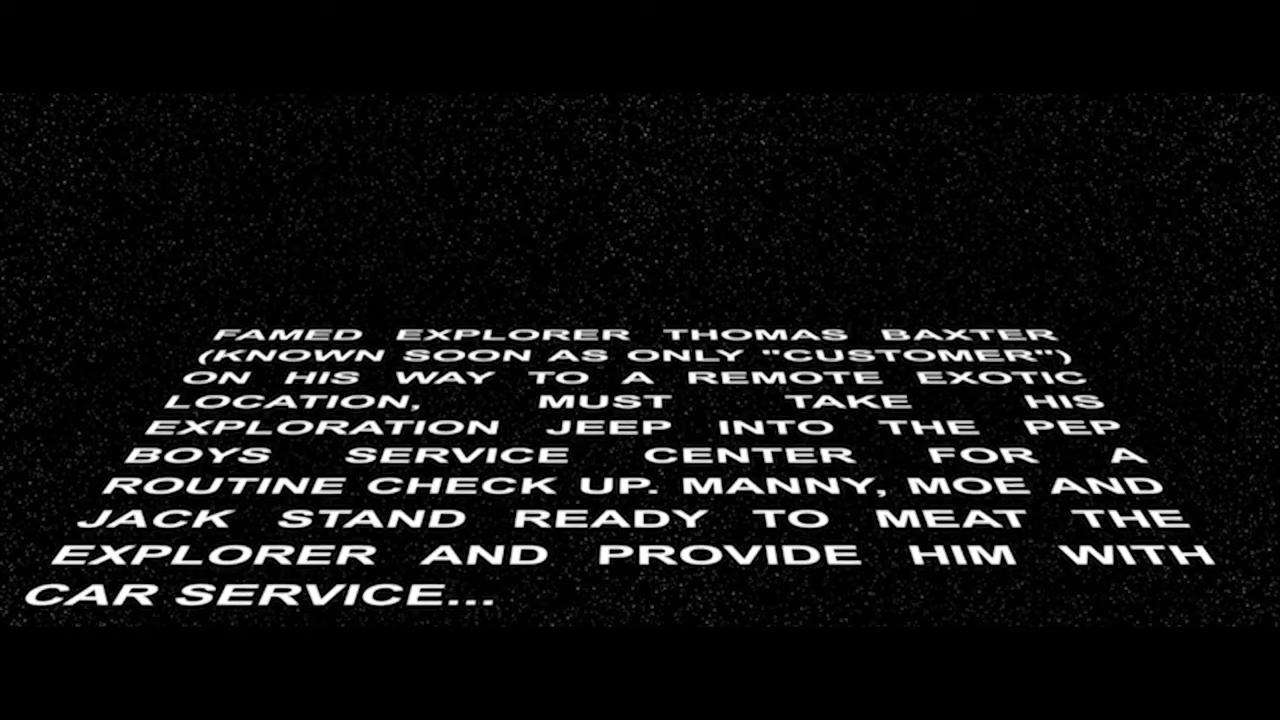 FAMED EXPLORER THOMAS BAXTER
(KNOWN SOON AS ONLY "CUSTOMER")
ON HIS WAY TO A REMOTE EXOTIC
LOCATION, MUST TAKE HIS
EXPLORATION JEEP INTO THE PEP
BOYS SERVICE CENTER FOR A
ROUTINE CHECK UP. MANNY, MOE AND
JACK STAND READY TO MEAT THE
EXPLORER AND PROVIDE HIM WITH
CAR SERVICE...